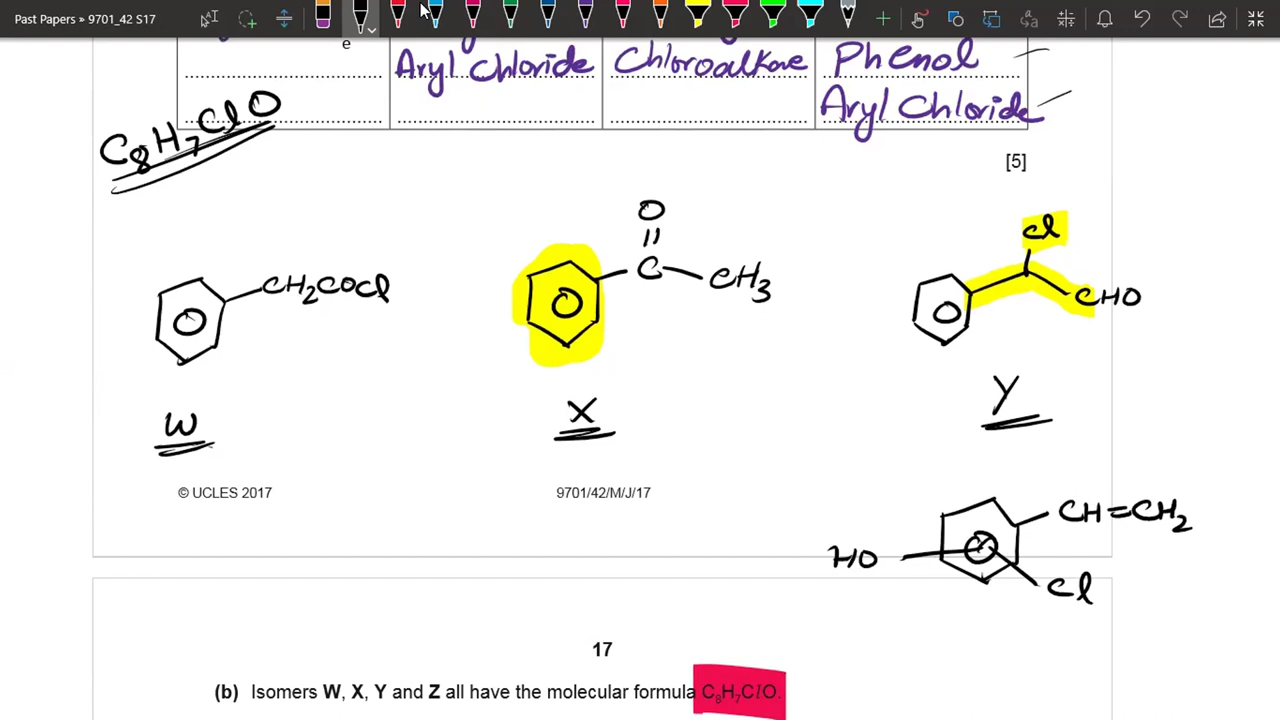 Past Papers » 9701_42 S17
e
Aryl Chloride
Chloroalkane
Phenol
Aryl Chloride
C8H7ClO
[5]
CH2COCl
W
O
C
CH3
X
Cl
CHO
Y
© UCLES 2017
9701/42/M/J/17
CH=CH2
HO
Cl
17
(b) Isomers W, X, Y and Z all have the molecular formula C8H7ClO.